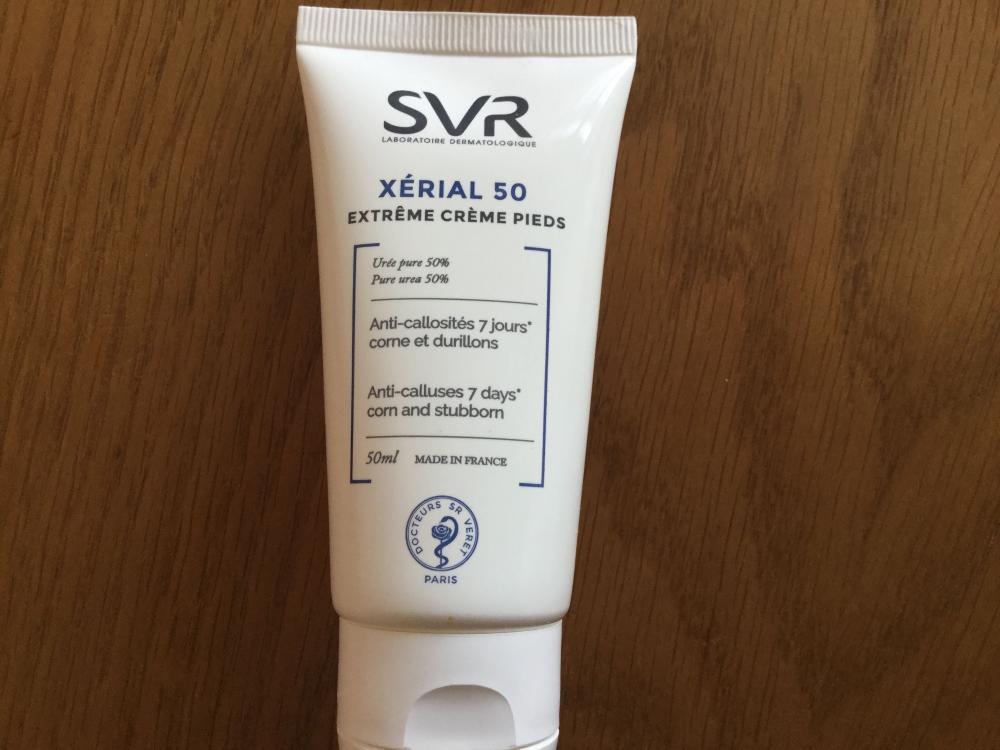 SVR
LABORATOIRE DERMATOLOGIQUE
XÉRIAL 50
EXTRÊME CRÈME PIEDS
Urée pure 50%
Pure urea 50%
Anti-callosités 7 jours*
corne et durillons
Anti-calluses 7 days*
corn and stubborn
50ml MADE IN FRANCE
DOCTEURS SR VERET
PARIS